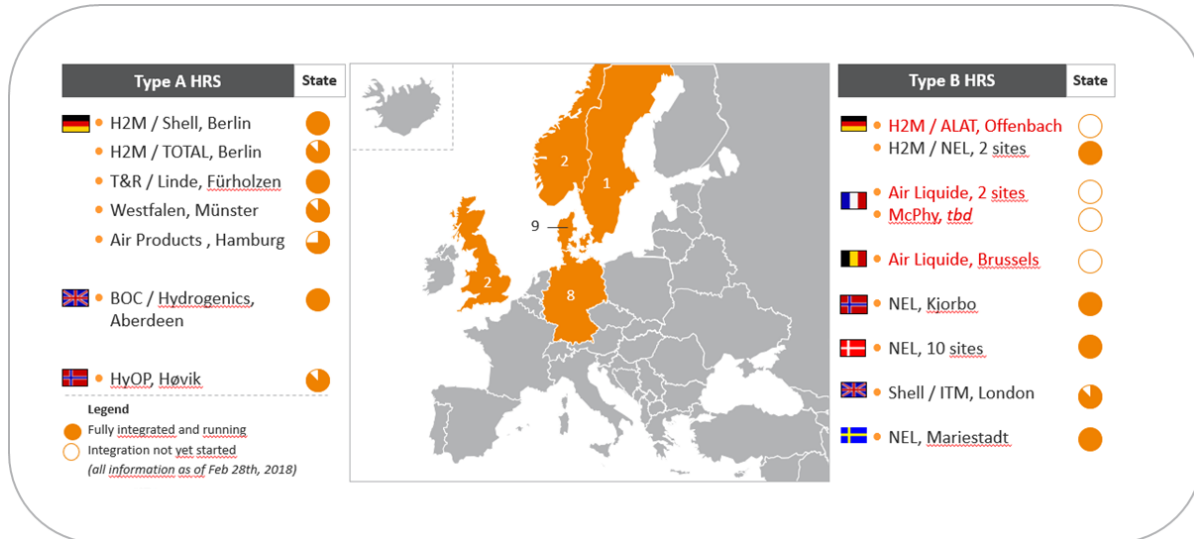 Type A HRS State
H2M / Shell, Berlin
H2M / TOTAL, Berlin
T&R / Linde, Fürholzen
Westfalen, Münster
Air Products , Hamburg
BOC / Hydrogenics,
Aberdeen
HyOP, Høvik
Legend
Fully integrated and running
Integration not yet started
(all information as of Feb 28th, 2018)
2
1
9
2
8
Type B HRS State
H2M / ALAT, Offenbach
H2M / NEL, 2 sites
Air Liquide, 2 sites
McPhy, tbd
Air Liquide, Brussels
NEL, Kjorbo
NEL, 10 sites
Shell / ITM, London
NEL, Mariestadt